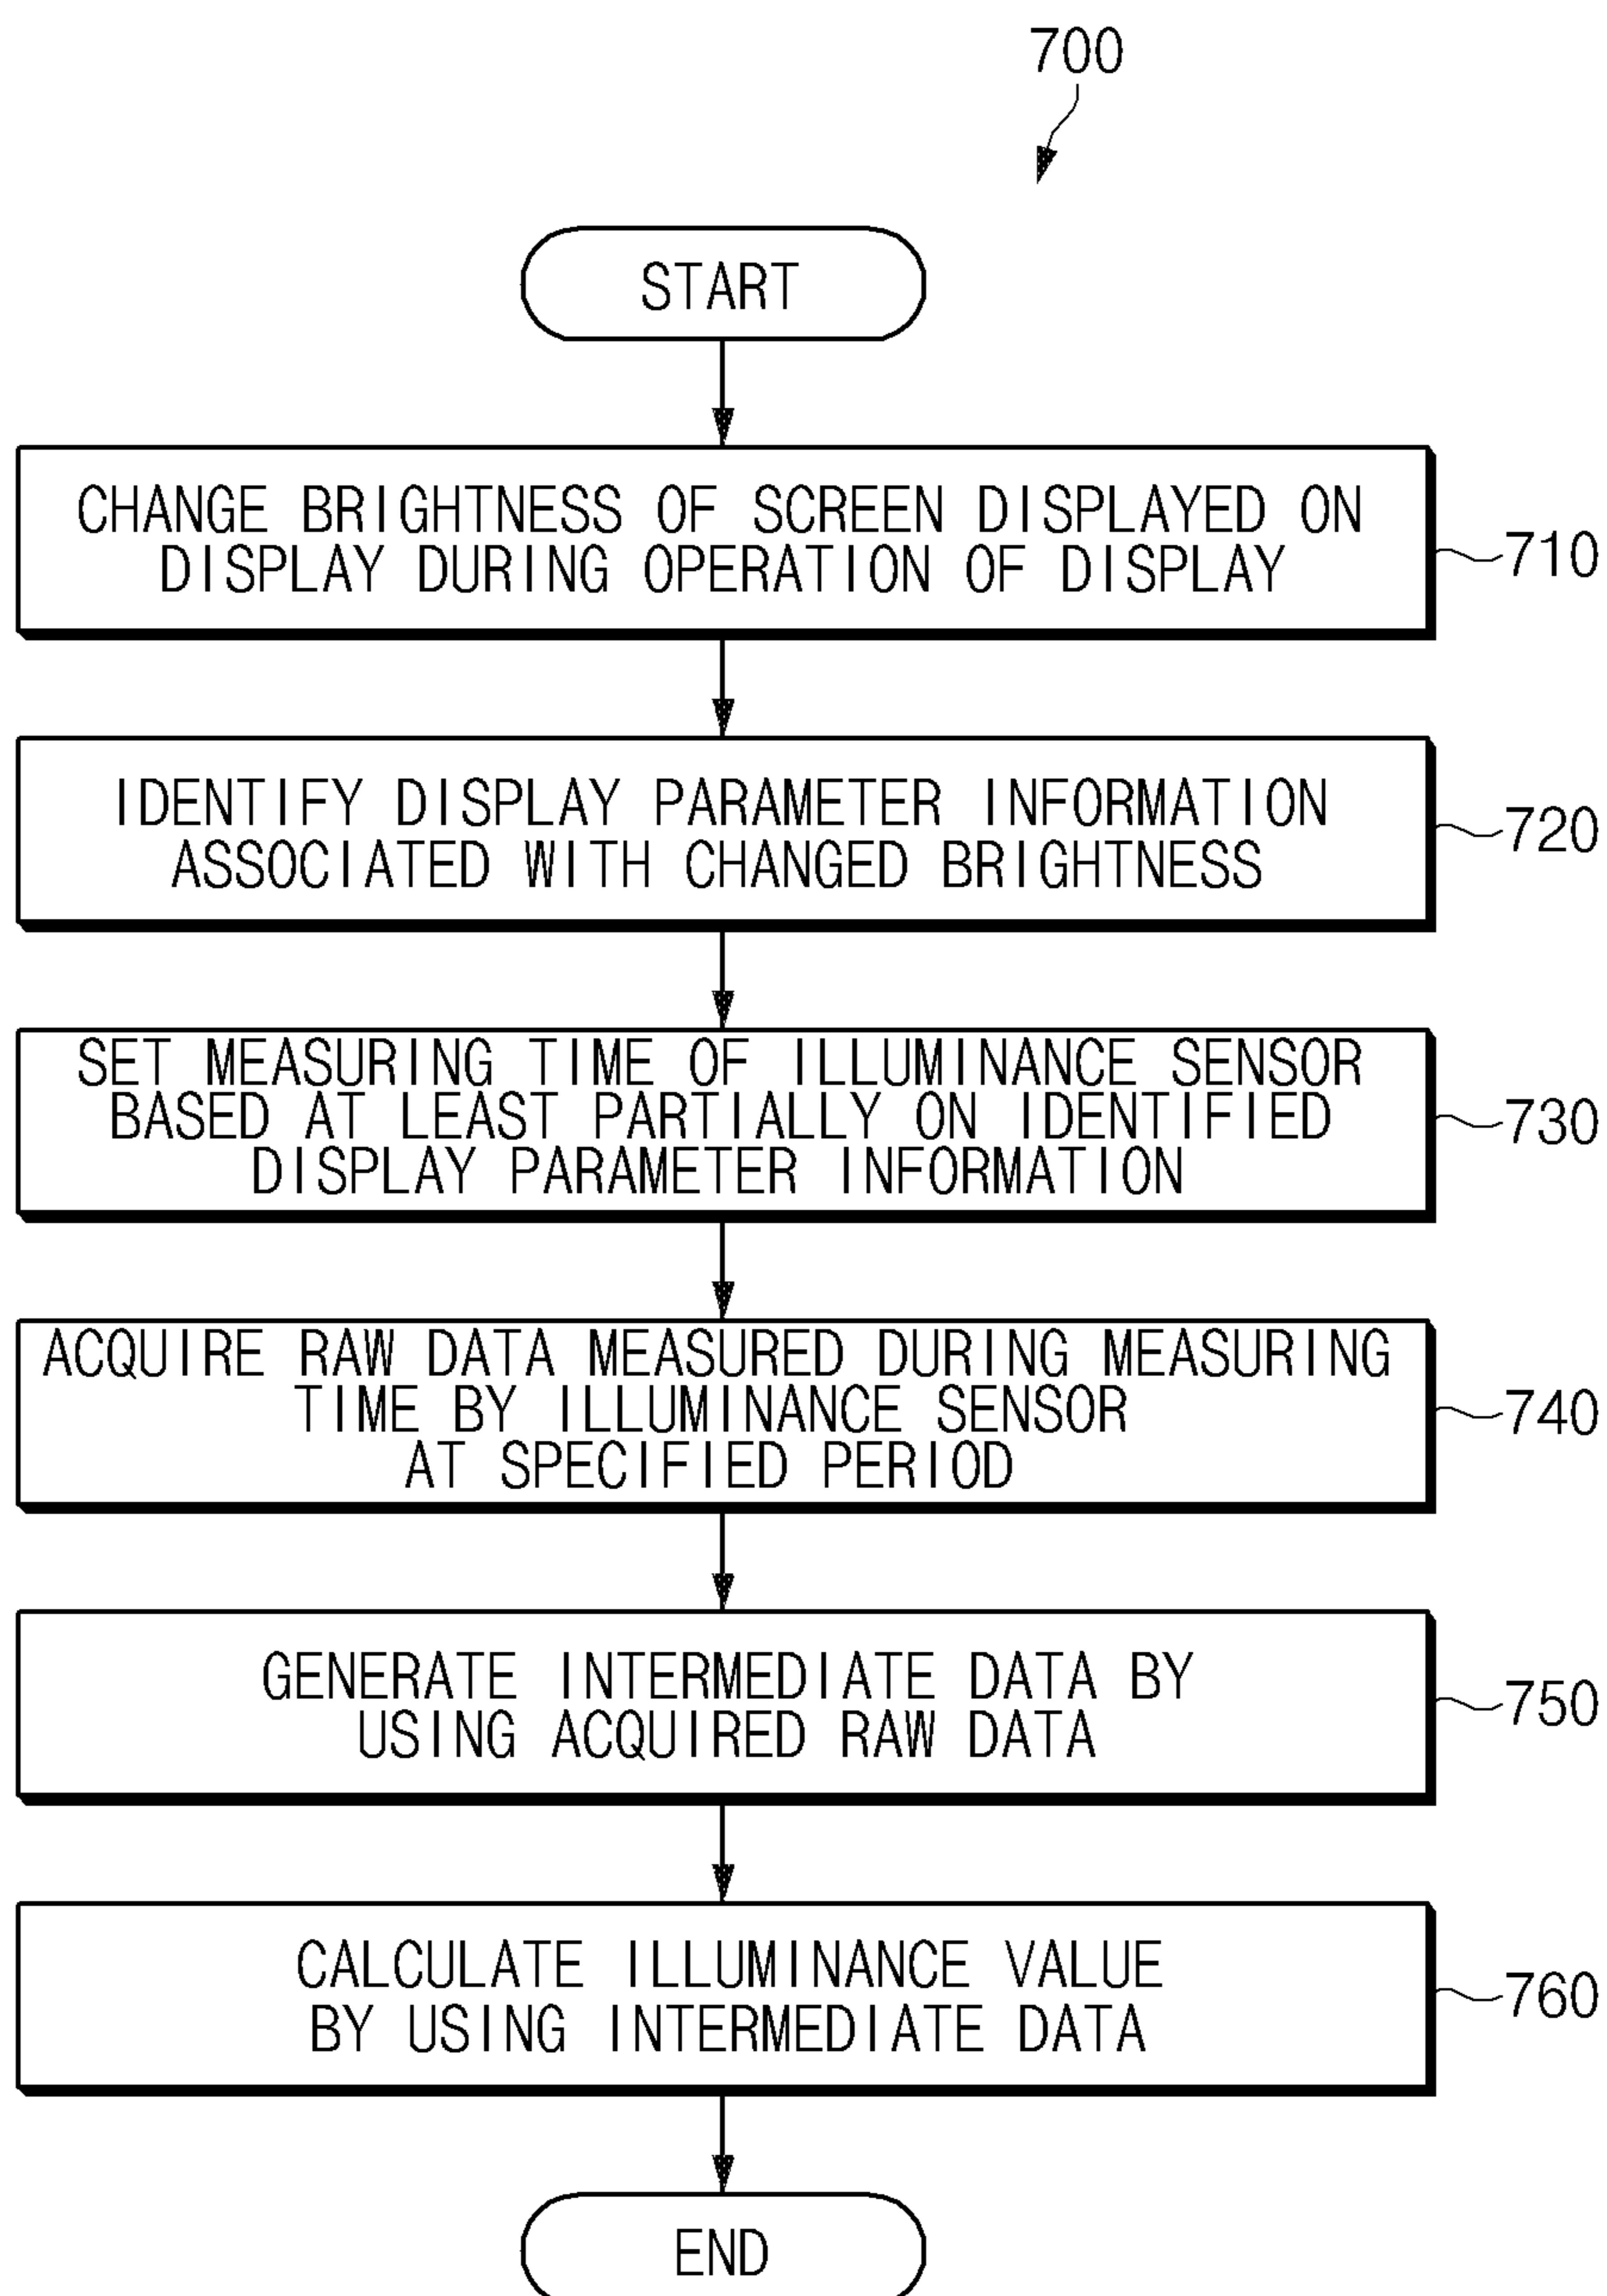 700
START
CHANGE BRIGHTNESS OF SCREEN DISPLAYED ON
DISPLAY DURING OPERATION OF DISPLAY
710
IDENTIFY DISPLAY PARAMETER INFORMATION
ASSOCIATED WITH CHANGED BRIGHTNESS
720
SET MEASURING TIME OF ILLUMINANCE SENSOR
BASED AT LEAST PARTIALLY ON IDENTIFIED
DISPLAY PARAMETER INFORMATION
730
ACQUIRE RAW DATA MEASURED DURING MEASURING
TIME BY ILLUMINANCE SENSOR
AT SPECIFIED PERIOD
740
GENERATE INTERMEDIATE DATA BY
USING ACQUIRED RAW DATA
750
CALCULATE ILLUMINANCE VALUE
BY USING INTERMEDIATE DATA
760
END